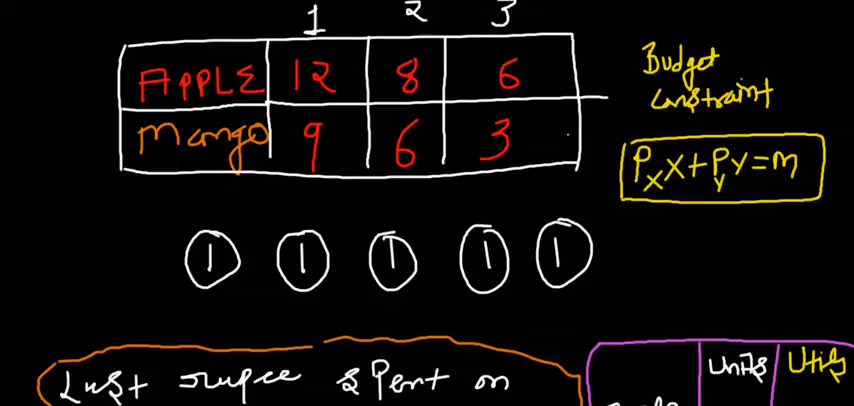 1 2 3
APPLE 12 8 6
Mango 9 6 3
Budget
constraint
PxX+PyY=M
1 1 1 1 1
Last rupee spent on
Units Utils